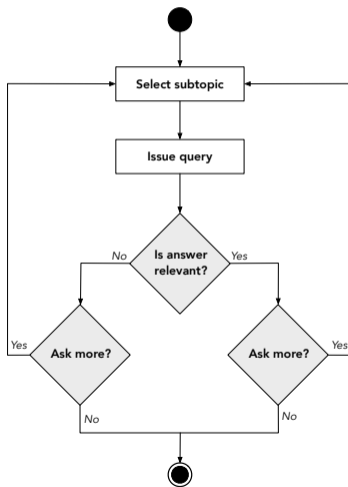 Select subtopic
Issue query
Is answer
relevant?
No
Yes
Ask more?
Ask more?
Yes
Yes
No
No